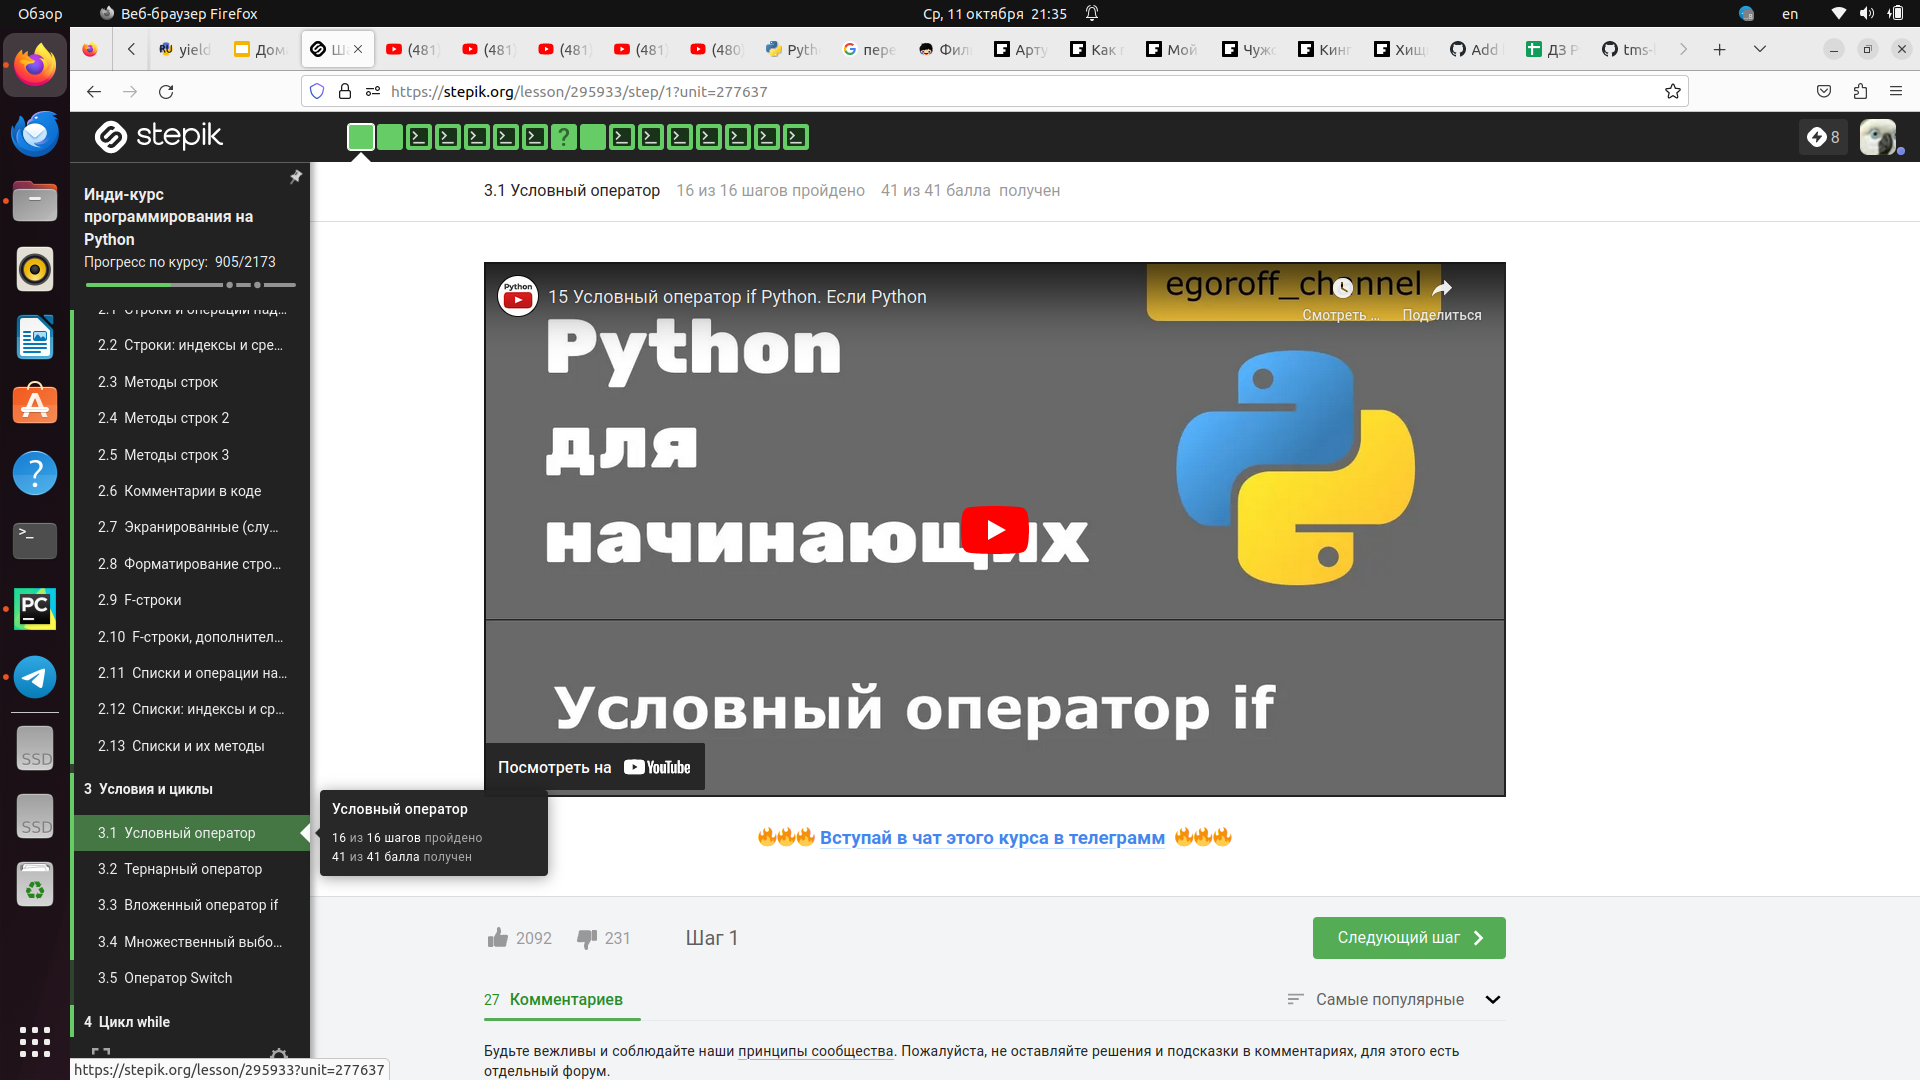 Обзор
Веб-браузер Firefox
Ср, 11 октября 21:35
en
yield
Дома
Ша
(481)
(481)
(481)
(481)
(480)
Pyth
пере
Фил
Арту
Как
Мой
Чужо
Кинг
Хищ
Add
ДЗ P
tms-
https://stepik.org/lesson/295933/step/1?unit=277637
stepik
?
8
Инди-курс
программирования на
Python
Прогресс по курсу: 905/2173
2.1 Строки и операции над...
2.2 Строки: индексы и сре...
2.3 Методы строк
2.4 Методы строк 2
2.5 Методы строк 3
2.6 Комментарии в коде
2.7 Экранированные (слу...
2.8 Форматирование стро...
2.9 F-строки
2.10 F-строки, дополнител...
2.11 Списки и операции на...
2.12 Списки: индексы и ср...
2.13 Списки и их методы
3 Условия и циклы
3.1 Условный оператор
3.2 Тернарный оператор
3.3 Вложенный оператор if
3.4 Множественный выбо...
3.5 Оператор Switch
4 Цикл while
3.1 Условный оператор 16 из 16 шагов пройдено 41 из 41 балла получен
Python
15 Условный оператор if Python. Если Python
egoroff_channel
Смотреть ...
Поделиться
Python
для
начинающих
Условный оператор if
Посмотреть на YouTube
Условный оператор
16 из 16 шагов пройдено
41 из 41 балла получен
Вступай в чат этого курса в телеграмм
2092
231
Шаг 1
Следующий шаг
27 Комментариев
Самые популярные
Будьте вежливы и соблюдайте наши принципы сообщества. Пожалуйста, не оставляйте решения и подсказки в комментариях, для этого есть
отдельный форум.
https://stepik.org/lesson/295933?unit=277637
PC
SSD
SSD